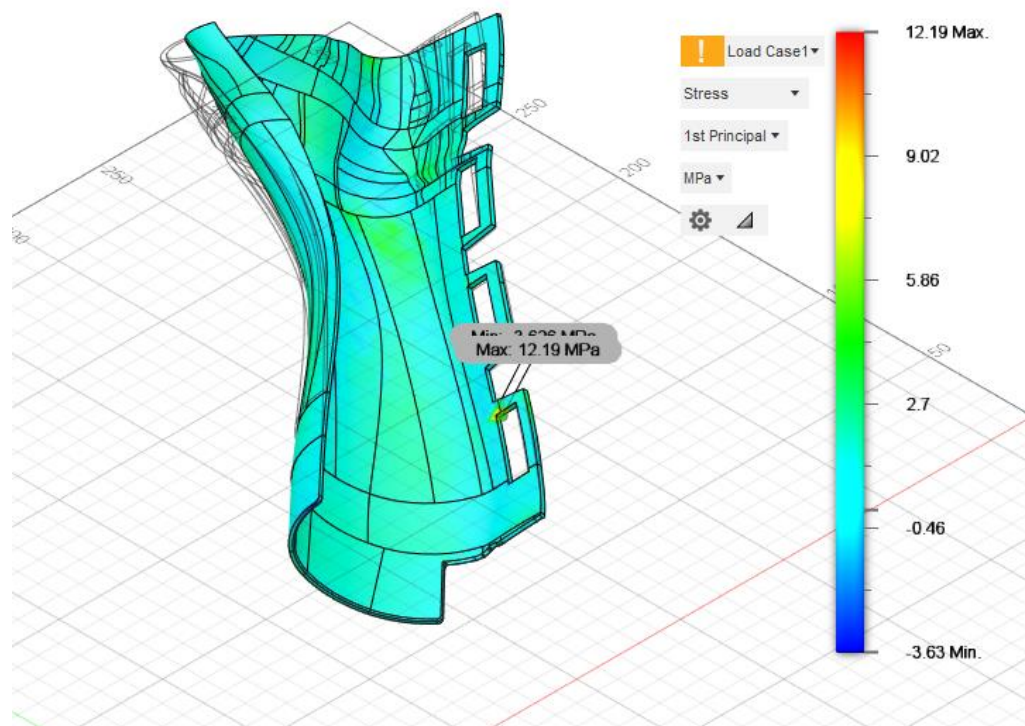 12.19 Max.
Load Case1
Stress
1st Principal
MPa
9.02
5.86
2.7
-0.46
-3.63 Min.
Max: 12.19 MPa
250
250
200
50